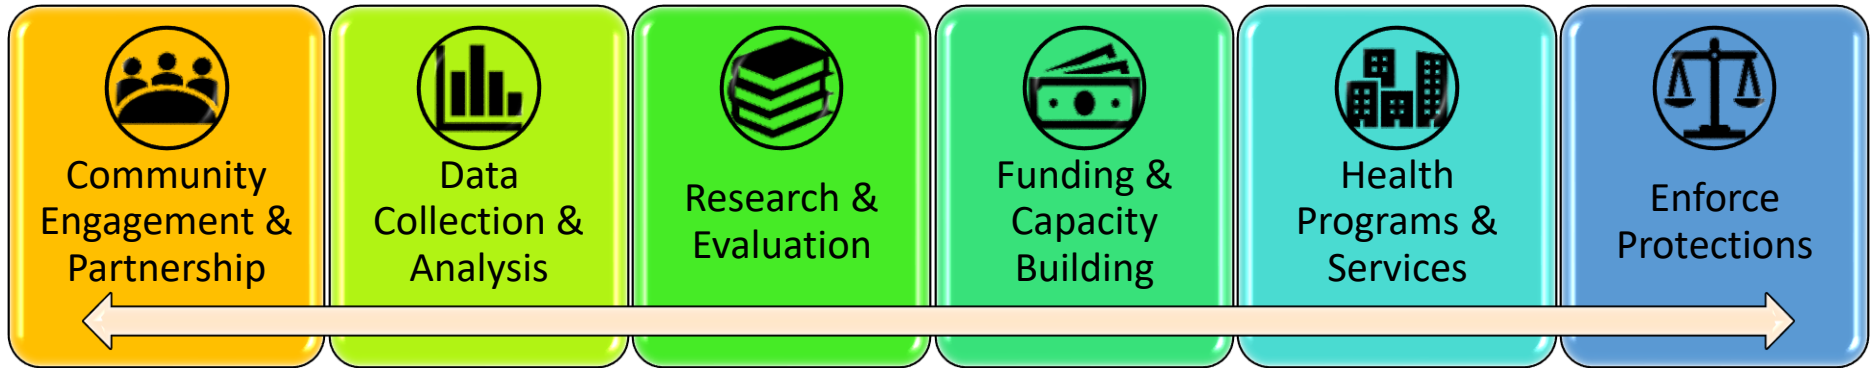 Community
Engagement &
Partnership
Data
Collection &
Analysis
Research &
Evaluation
Funding &
Capacity
Building
Health
Programs &
Services
Enforce
Protections